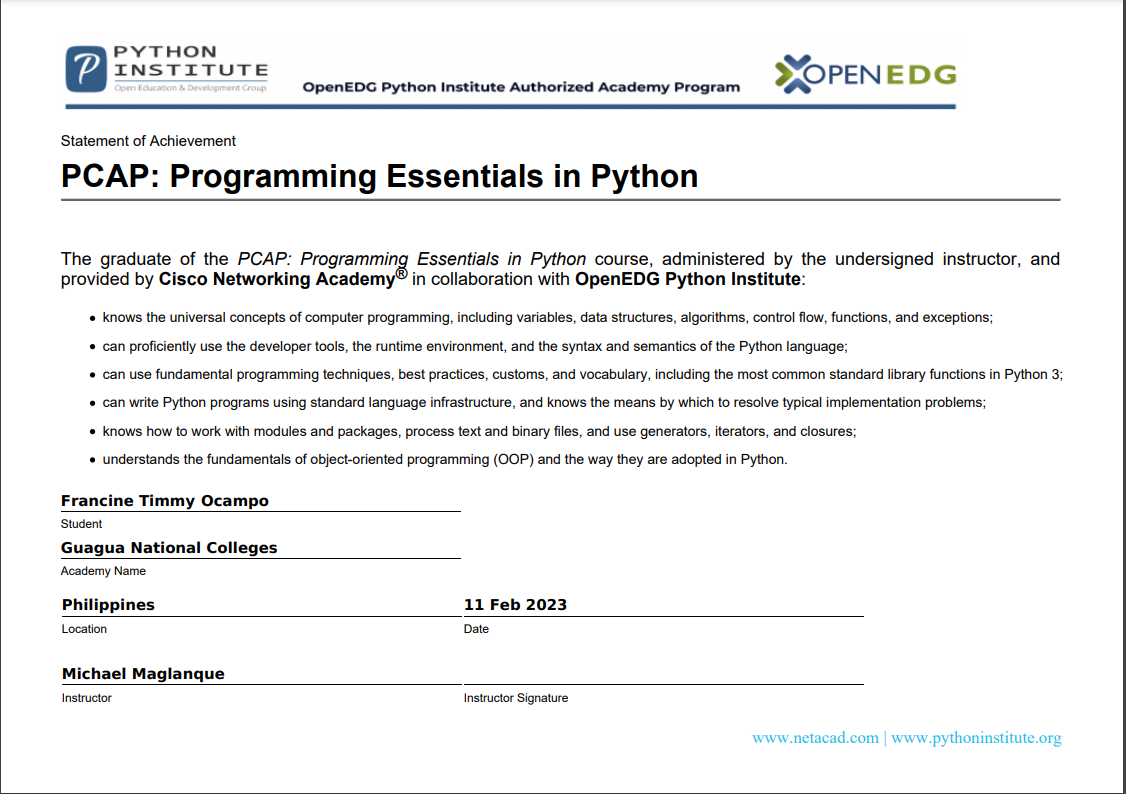 PYTHON
INSTITUTE
Open Education & Development Group
OpenEDG Python Institute Authorized Academy Program
OPENEDG
Statement of Achievement
PCAP: Programming Essentials in Python
The graduate of the PCAP: Programming Essentials in Python course, administered by the undersigned instructor, and
provided by Cisco Networking Academy® in collaboration with OpenEDG Python Institute:
• knows the universal concepts of computer programming, including variables, data structures, algorithms, control flow, functions, and exceptions;
• can proficiently use the developer tools, the runtime environment, and the syntax and semantics of the Python language;
• can use fundamental programming techniques, best practices, customs, and vocabulary, including the most common standard library functions in Python 3;
• can write Python programs using standard language infrastructure, and knows the means by which to resolve typical implementation problems;
• knows how to work with modules and packages, process text and binary files, and use generators, iterators, and closures;
• understands the fundamentals of object-oriented programming (OOP) and the way they are adopted in Python.
Francine Timmy Ocampo
Student
Guagua National Colleges
Academy Name
Philippines 11 Feb 2023
Location Date
Michael Maglanque
Instructor Instructor Signature
www.netacad.com | www.pythoninstitute.org